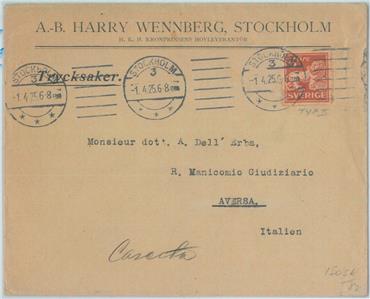 A.-B. HARRY WENNBERG, STOCKHOLM
H. K. H. KRONPRINSENS HOVLEVERANTÖR
Trycksaker.
STOCKHOLM
3
-1.4.25.6-8
STOCKHOLM
3
-1.4.25.6-8
STOCKHOLM
3
-1.4.25.6-8
SVERIGE
Monsieur dott. A. Dell' Erba,
R. Manicomio Giudiziario
AVERSA.
Italien
Caserta